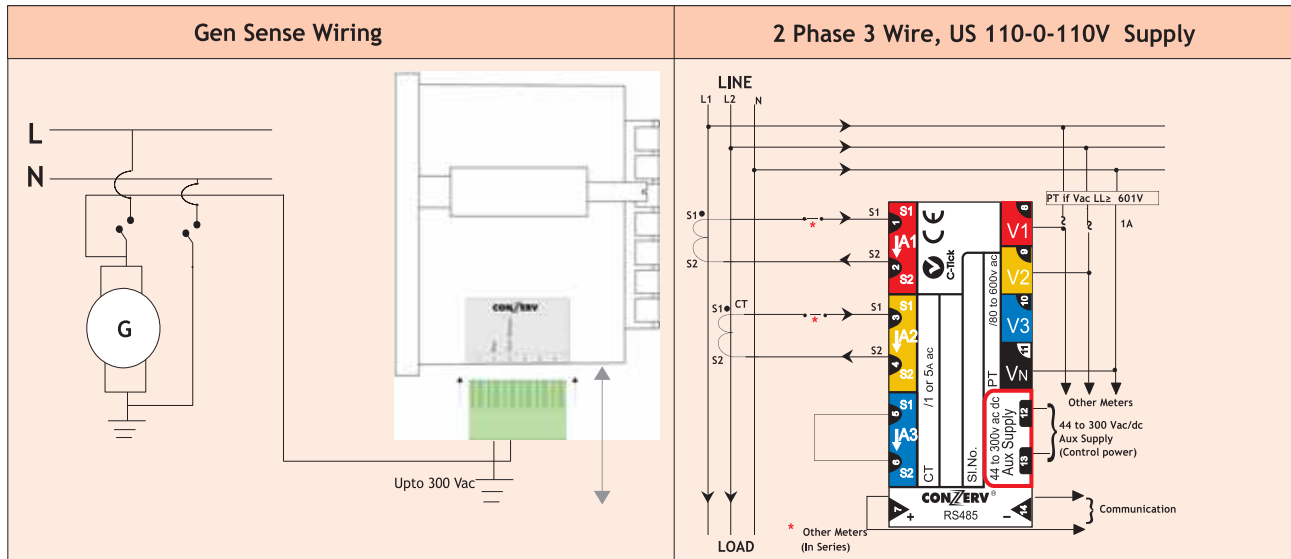 Gen Sense Wiring
2 Phase 3 Wire, US 110-0-110V Supply
L
N
G
CONZERV
Upto 300 Vac
LINE
L1 L2 N
PT if Vac LL≥ 601V
1A
S1
S2
S1
S2
*
S1 CT
S2
S1
S2
*
1 S1
A1
2 S2
3 S1
A2
4 S2
5 S1
A3
6 S2
CE
C-Tick
CT /1 or 5A ac
Sl.No. PT /80 to 600v ac
8
V1
9
V2
10
V3
11
VN
44 to 300v ac dc
Aux Supply
12
13
Other Meters
44 to 300 Vac/dc
Aux Supply
(Control power)
CONZERV®
7 + RS485 − 14
Communication
* Other Meters
(In Series)
LOAD